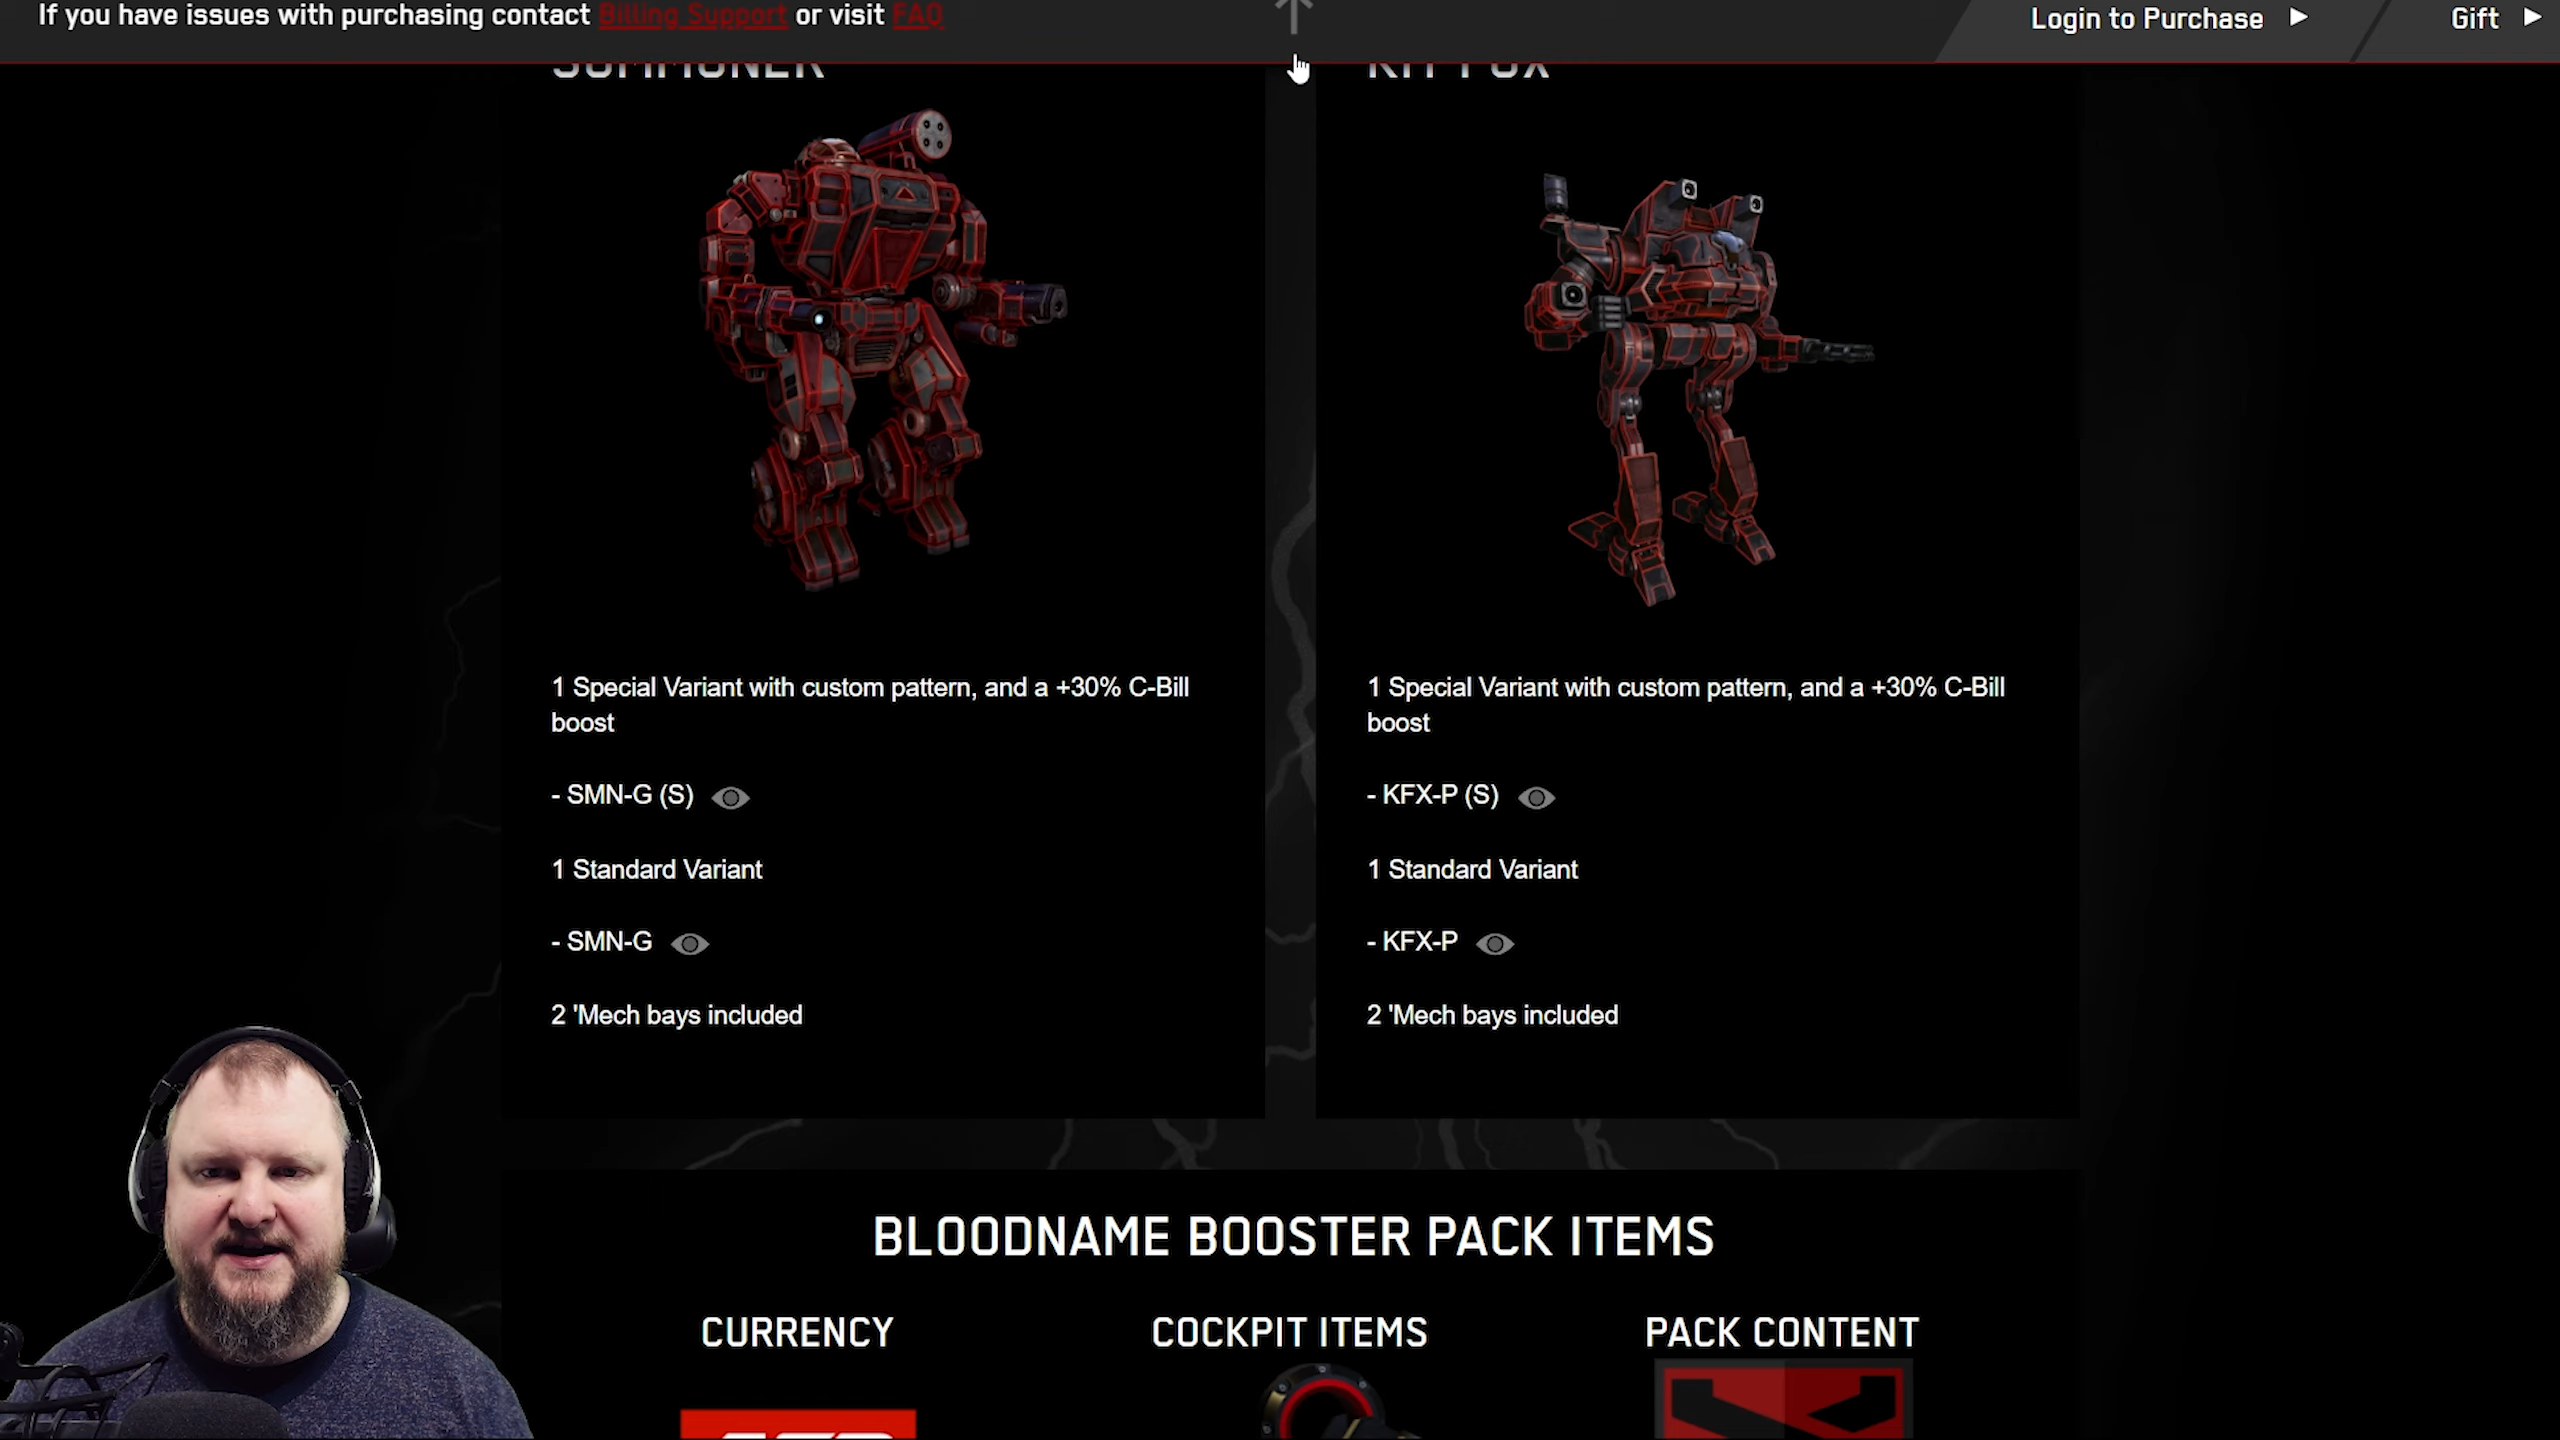 If you have issues with purchasing contact Billing Support or visit FAQ
Login to Purchase
Gift
SUMMONER
KIT FOX
1 Special Variant with custom pattern, and a +30% C-Bill
boost
- SMN-G (S)
1 Standard Variant
- SMN-G
2 'Mech bays included
1 Special Variant with custom pattern, and a +30% C-Bill
boost
- KFX-P (S)
1 Standard Variant
- KFX-P
2 'Mech bays included
BLOODNAME BOOSTER PACK ITEMS
CURRENCY
COCKPIT ITEMS
PACK CONTENT